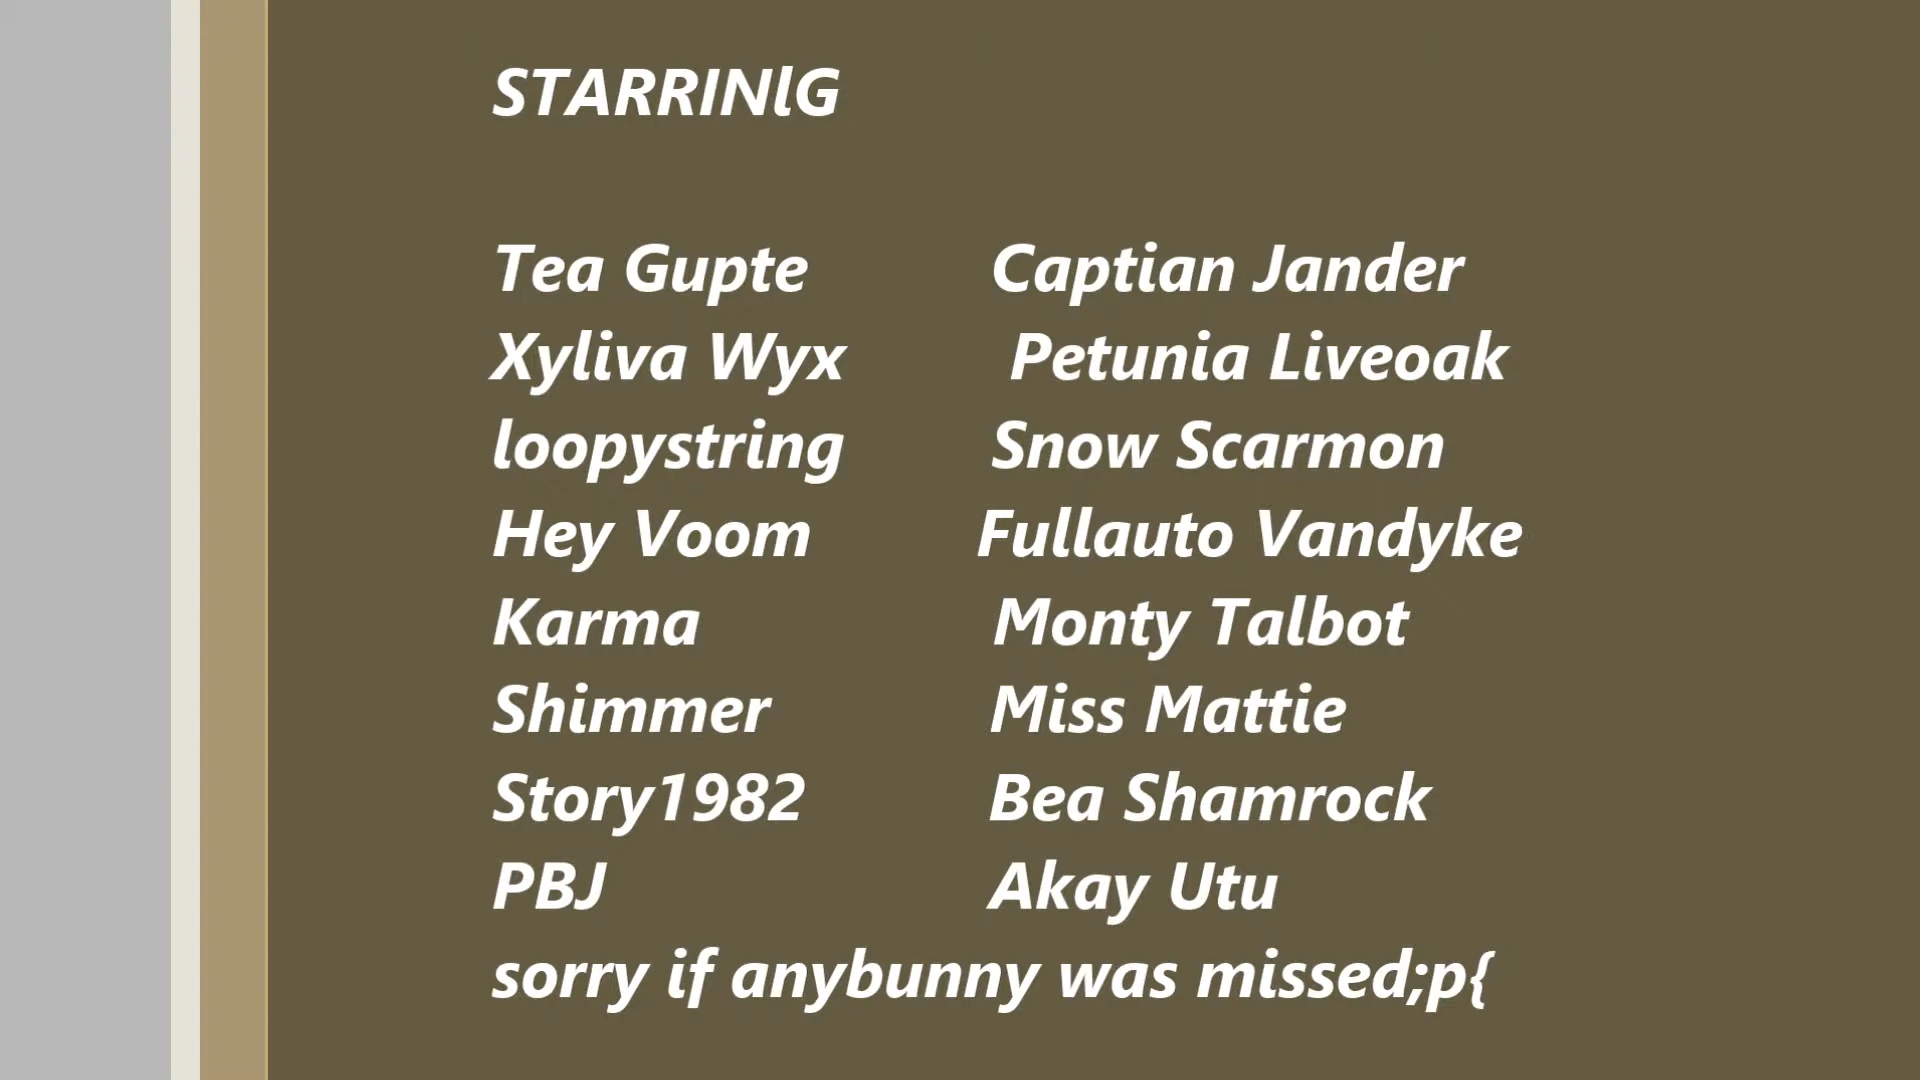 STARRINlG
Tea Gupte Captian Jander
Xyliva Wyx Petunia Liveoak
loopystring Snow Scarmon
Hey Voom Fullauto Vandyke
Karma Monty Talbot
Shimmer Miss Mattie
Story1982 Bea Shamrock
PBJ Akay Utu
sorry if anybunny was missed;p{